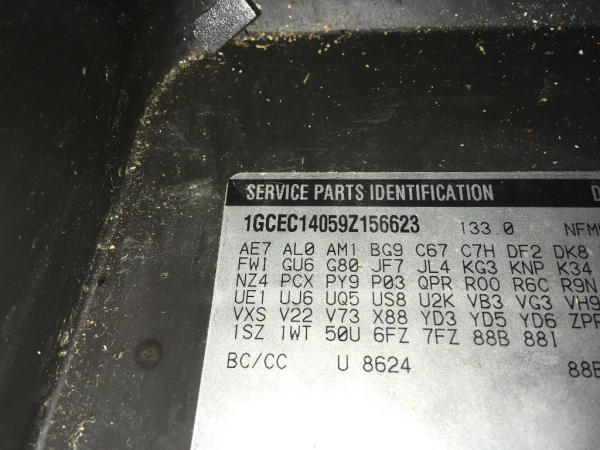 SERVICE PARTS IDENTIFICATION
1GCEC14059Z156623 133.0
AE7 AL0 AM1 BG9 C67 C7H DF2 DK8
FWI GU6 G80 JF7 JL4 KG3 KNP K34
NZ4 PCX PY9 P03 QPR R00 R6C R9N
UE1 UJ6 UQ5 US8 U2K VB3 VG3 VH9
VXS V22 V73 X88 YD3 YD5 YD6
1SZ 1WT 50U 6FZ 7FZ 88B 88I
BC/CC U 8624